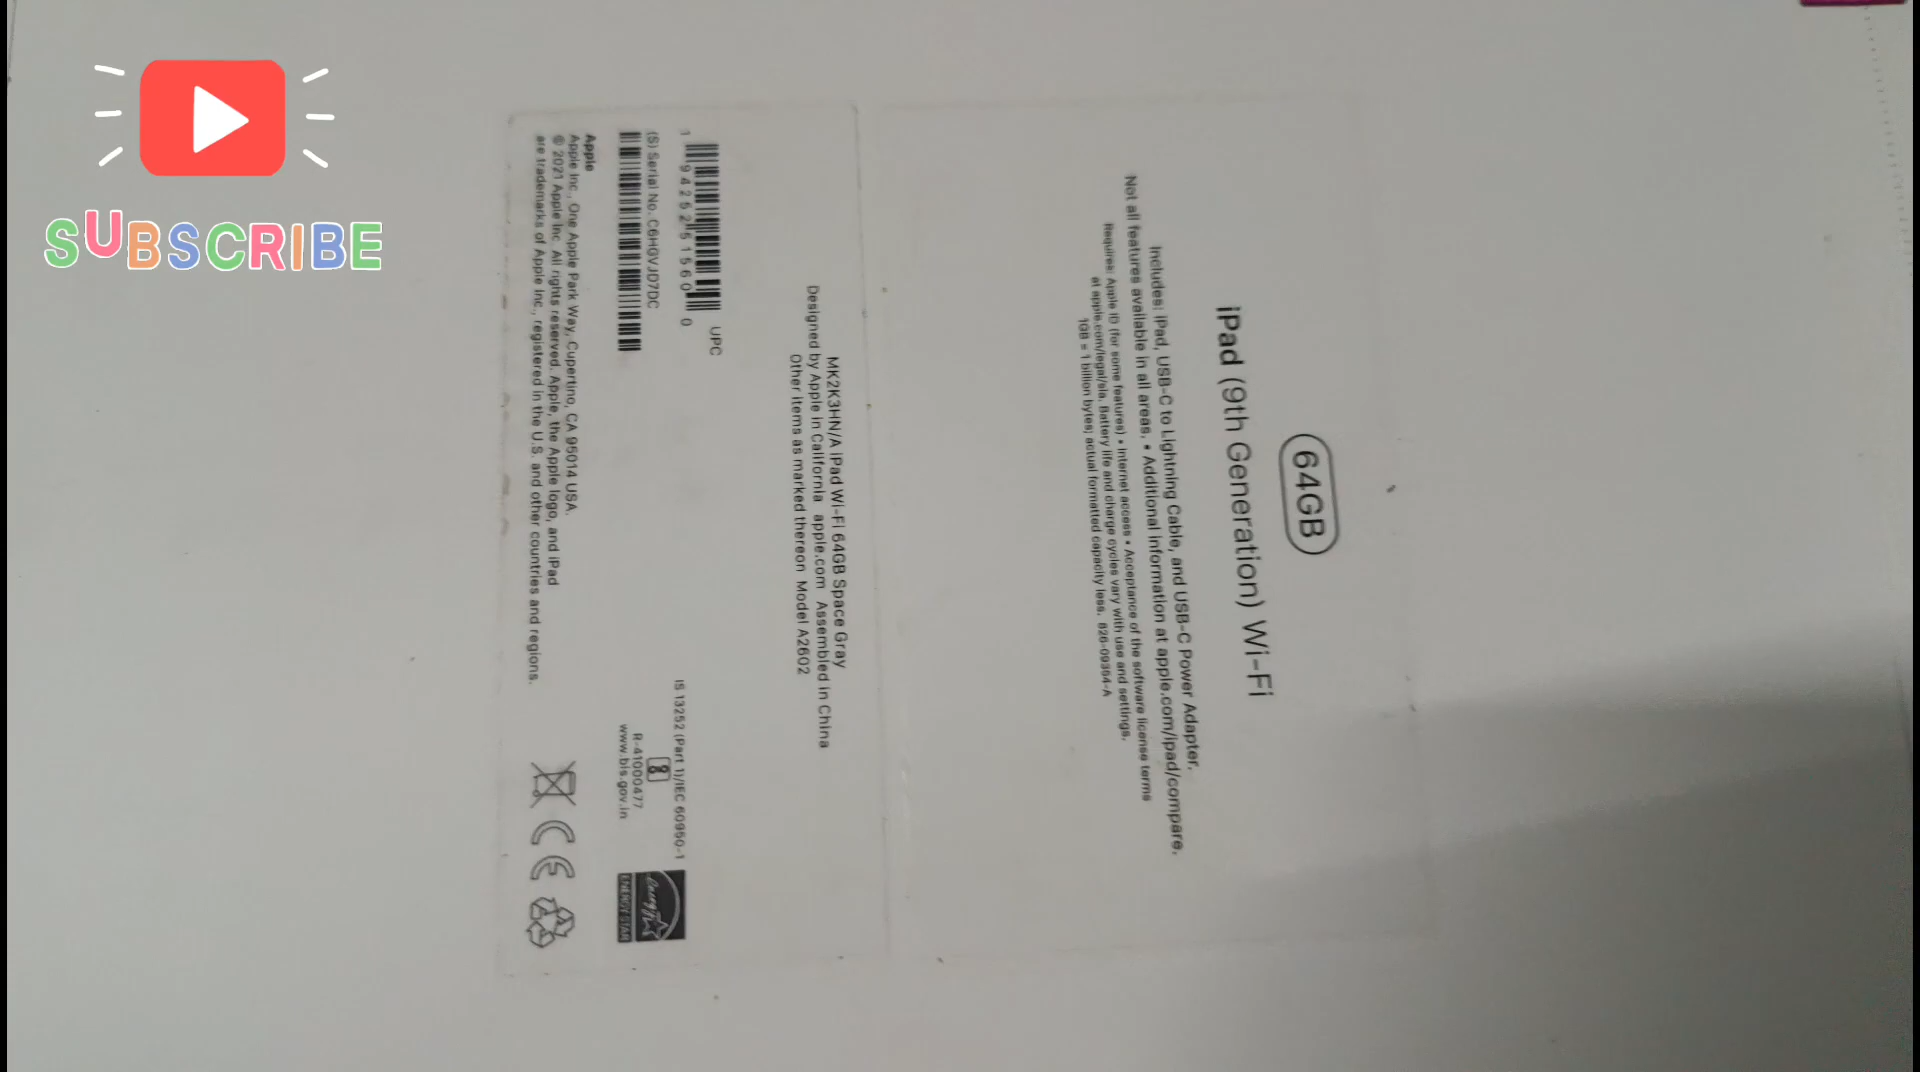 SUBSCRIBE
64GB
iPad (9th Generation) Wi-Fi
Includes: iPad, USB-C to Lightning Cable, and USB-C Power Adapter.
Not all features available in all areas. • Additional information at apple.com/ipad/compare.
Requires: Apple ID (for some features) • Internet access • Acceptance of the software license terms
at apple.com/legal/sla. Battery life and charge cycles vary with use and settings.
1GB = 1 billion bytes; actual formatted capacity less. 826-09364-A
MK2K3HN/A iPad Wi-Fi 64GB Space Gray
Designed by Apple in California apple.com Assembled in China
Other items as marked thereon Model A2602
UPC
1 94252 51560 0
(S) Serial No. C6HGVJD7DC
IS 13252 (Part 1)/IEC 60950-1
R-41000477
www.bis.gov.in
energy
ENERGY STAR
Apple
Apple Inc., One Apple Park Way, Cupertino, CA 95014 USA.
© 2021 Apple Inc. All rights reserved. Apple, the Apple logo, and iPad
are trademarks of Apple Inc., registered in the U.S. and other countries and regions.
CE